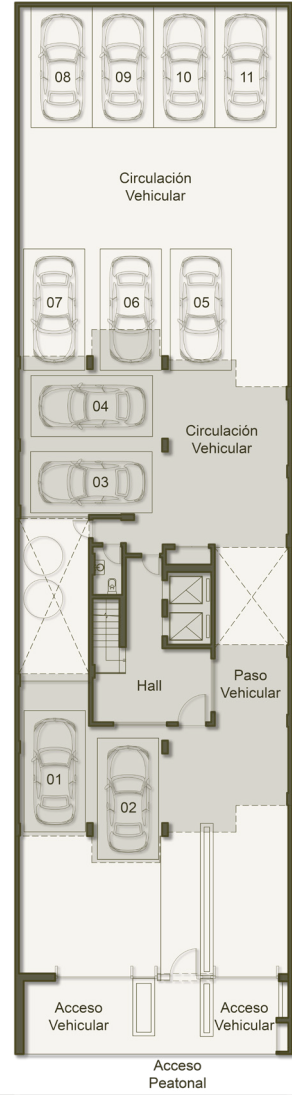 08 09 10 11
Circulación
Vehicular
07 06 05
04
Circulación
Vehicular
03
Hall
Paso
Vehicular
01
02
Acceso
Vehicular
Acceso
Vehicular
Acceso
Peatonal